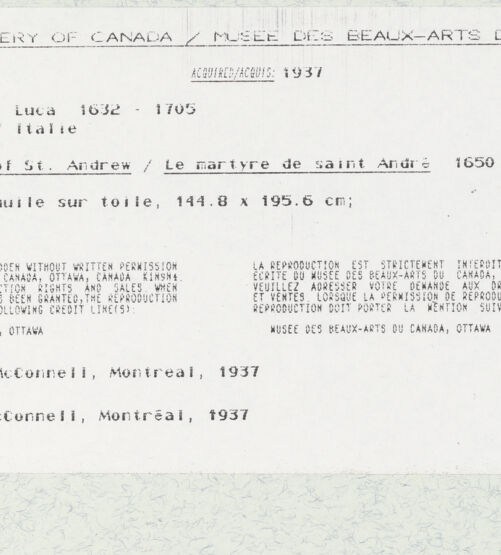 ERY OF CANADA / MUSEE DES BEAUX-ARTS D
ACQUIRED/ACQUIS: 1937
Luca 1632 - 1705
Italie
of St. Andrew / Le martyre de saint André 1650
huile sur toile, 144.8 x 195.6 cm;
DDEN WITHOUT WRITTEN PERMISSION
CANADA, OTTAWA, CANADA K1N9N4
CTION RIGHTS AND SALES WHEN
S BEEN GRANTED, THE REPRODUCTION
OLLOWING CREDIT LINE(S):
, OTTAWA
LA REPRODUCTION EST STRICTEMENT INTERDIT
ECRITE DU MUSEE DES BEAUX-ARTS DU CANADA,
VEUILLEZ ADRESSER VOTRE DEMANDE AUX DR
ET VENTES. LORSQUE LA PERMISSION DE REPRODU
REPRODUCTION DOIT PORTER LA MENTION SUIV
MUSEE DES BEAUX-ARTS DU CANADA, OTTAWA
McConnell, Montreal, 1937
cConnell, Montréal, 1937